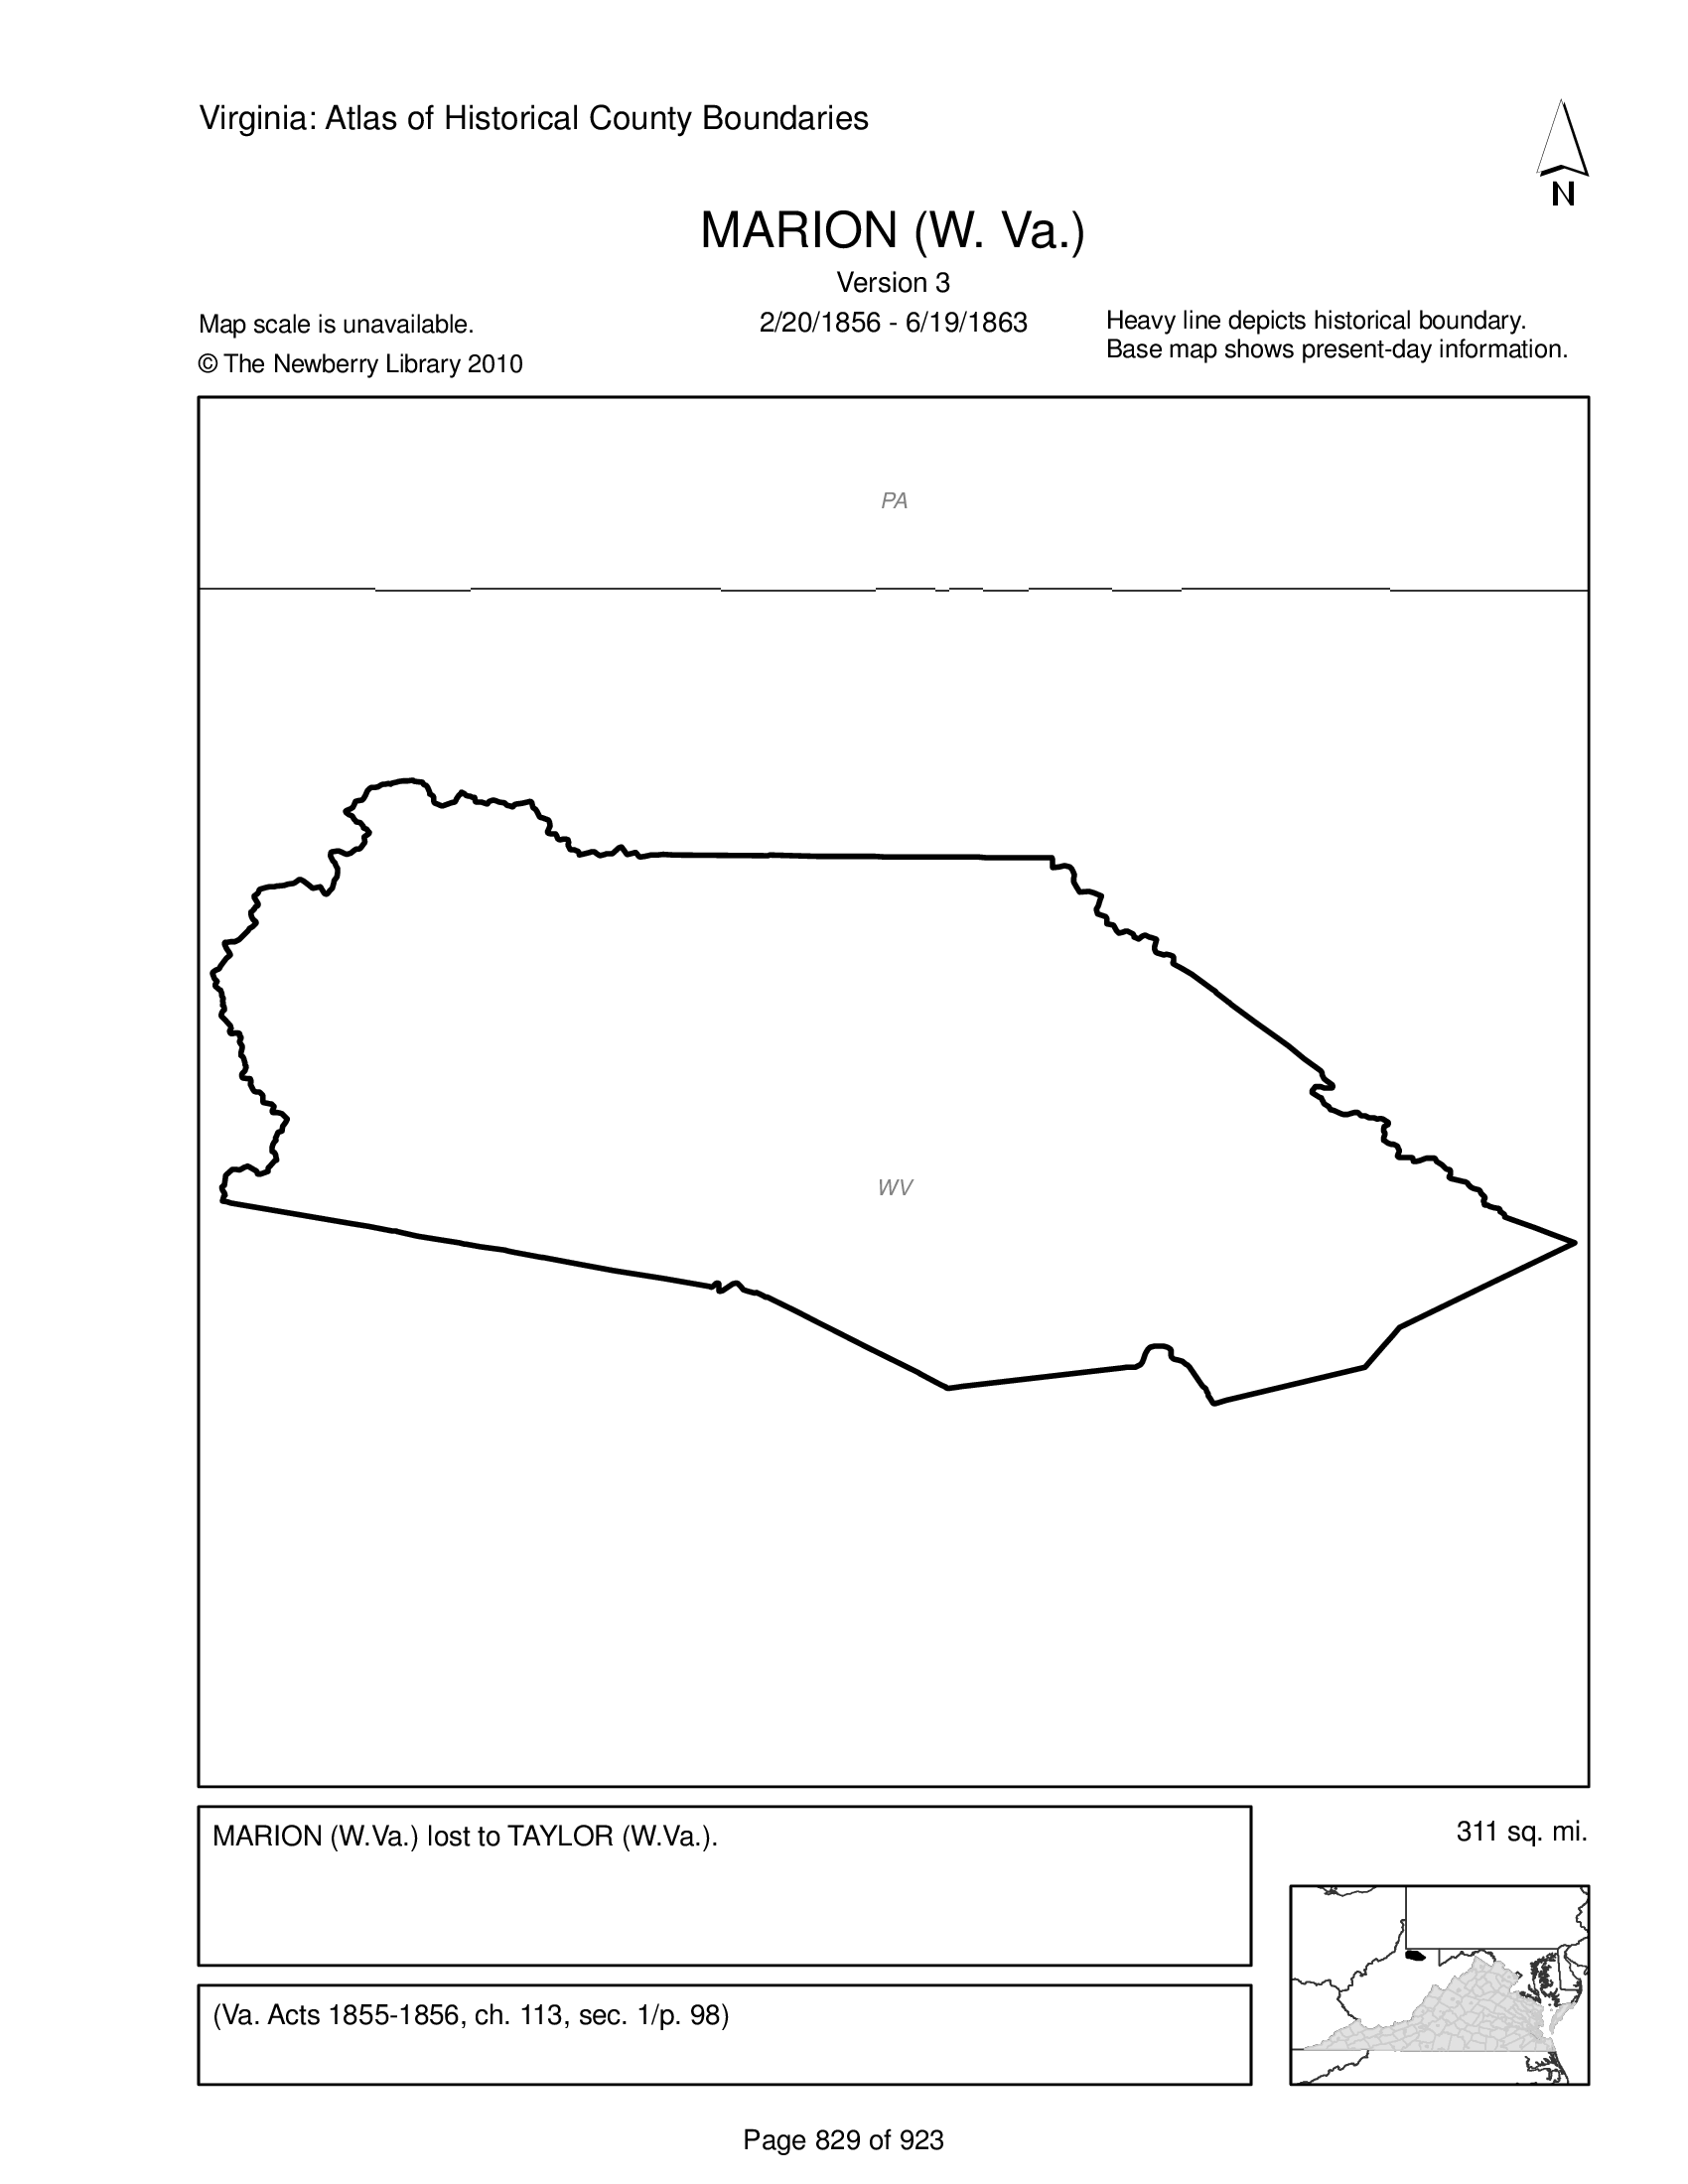 Virginia: Atlas of Historical County Boundaries
N
MARION (W. Va.)
Version 3
2/20/1856 - 6/19/1863
Map scale is unavailable.
© The Newberry Library 2010
Heavy line depicts historical boundary.
Base map shows present-day information.
PA
WV
MARION (W.Va.) lost to TAYLOR (W.Va.).
311 sq. mi.
(Va. Acts 1855-1856, ch. 113, sec. 1/p. 98)
Page 829 of 923